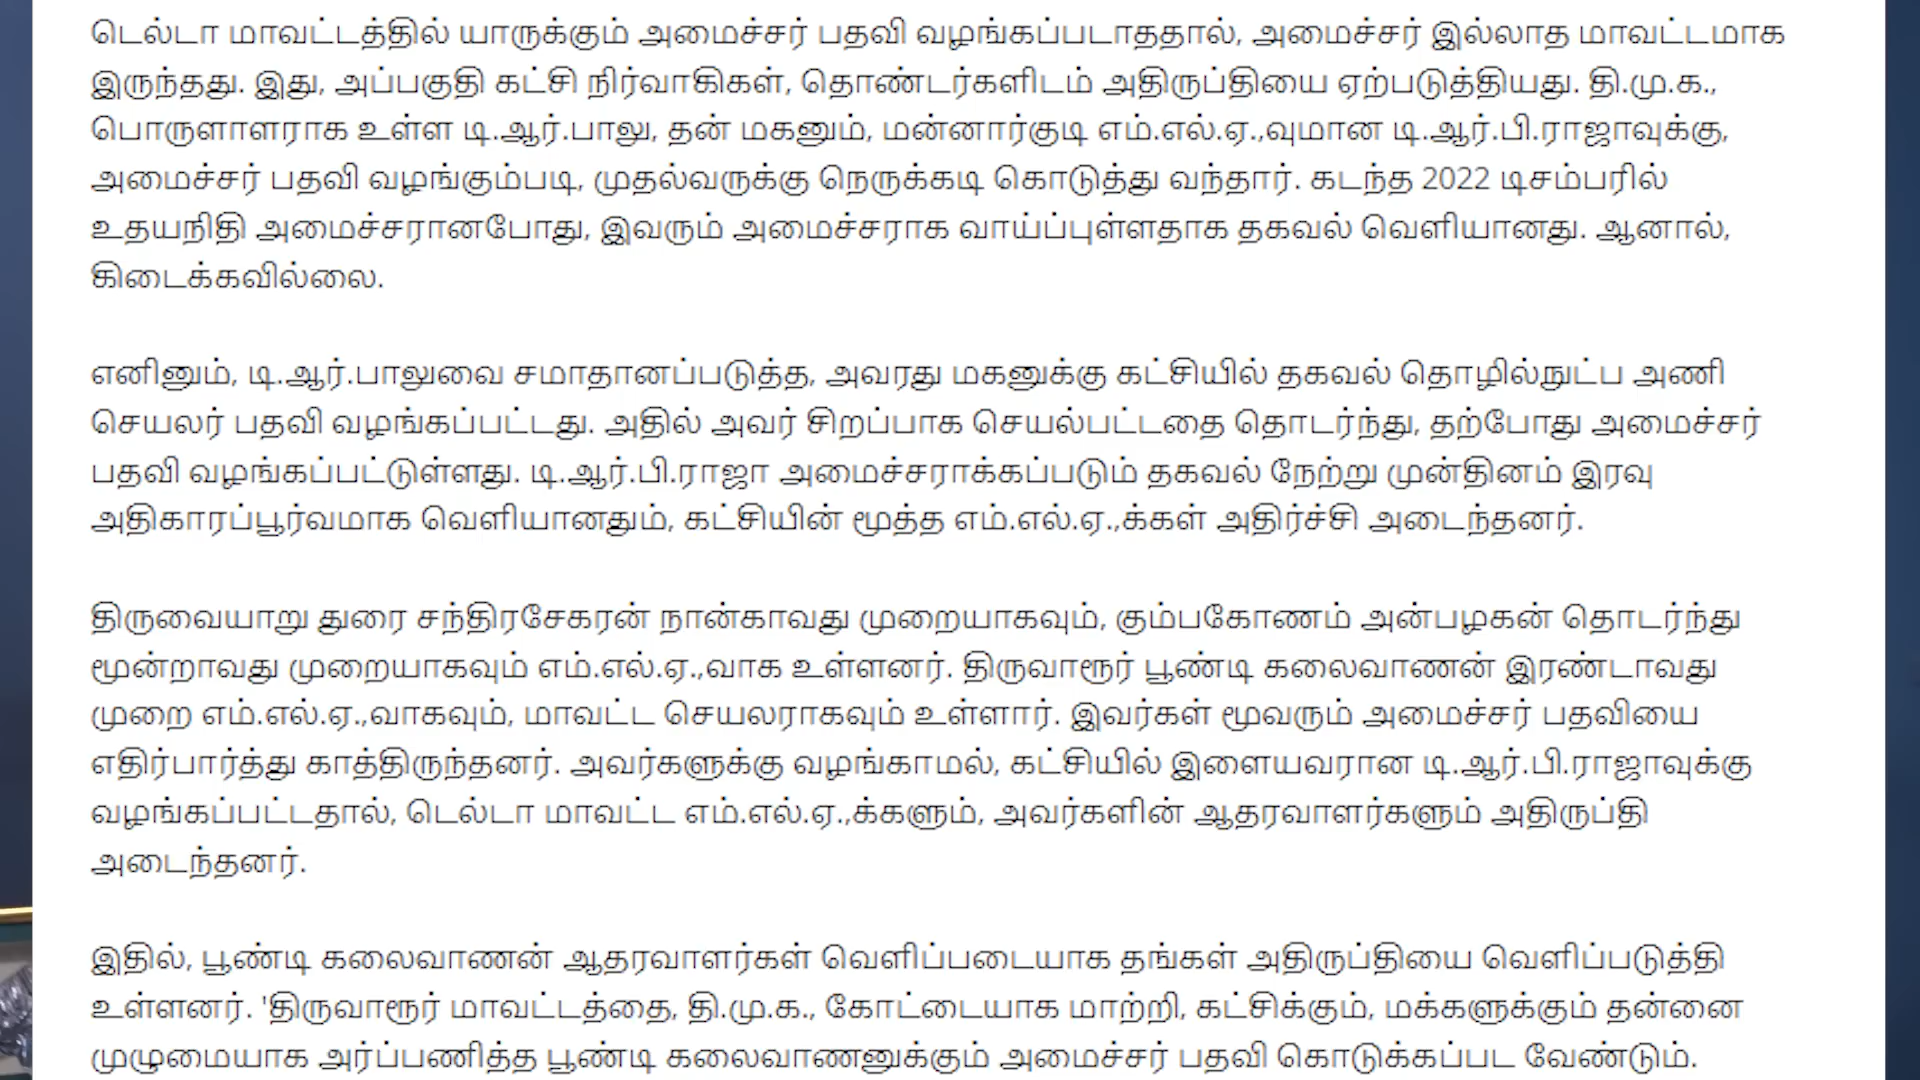 டெல்டா மாவட்டத்தில் யாருக்கும் அமைச்சர் பதவி வழங்கப்படாததால், அமைச்சர் இல்லாத மாவட்டமாக
இருந்தது. இது, அப்பகுதி கட்சி நிர்வாகிகள், தொண்டர்களிடம் அதிருப்தியை ஏற்படுத்தியது. தி.மு.க.,
பொருளாளராக உள்ள டி.ஆர்.பாலு, தன் மகனும், மன்னார்குடி எம்.எல்.ஏ.,வுமான டி.ஆர்.பி.ராஜாவுக்கு,
அமைச்சர் பதவி வழங்கும்படி, முதல்வருக்கு நெருக்கடி கொடுத்து வந்தார். கடந்த 2022 டிசம்பரில்
உதயநிதி அமைச்சரானபோது, இவரும் அமைச்சராக வாய்ப்புள்ளதாக தகவல் வெளியானது. ஆனால்,
கிடைக்கவில்லை.
எனினும், டி.ஆர்.பாலுவை சமாதானப்படுத்த, அவரது மகனுக்கு கட்சியில் தகவல் தொழில்நுட்ப அணி
செயலர் பதவி வழங்கப்பட்டது. அதில் அவர் சிறப்பாக செயல்பட்டதை தொடர்ந்து, தற்போது அமைச்சர்
பதவி வழங்கப்பட்டுள்ளது. டி.ஆர்.பி.ராஜா அமைச்சராக்கப்படும் தகவல் நேற்று முன்தினம் இரவு
அதிகாரப்பூர்வமாக வெளியானதும், கட்சியின் மூத்த எம்.எல்.ஏ.,க்கள் அதிர்ச்சி அடைந்தனர்.
திருவையாறு துரை சந்திரசேகரன் நான்காவது முறையாகவும், கும்பகோணம் அன்பழகன் தொடர்ந்து
மூன்றாவது முறையாகவும் எம்.எல்.ஏ.,வாக உள்ளனர். திருவாரூர் பூண்டி கலைவாணன் இரண்டாவது
முறை எம்.எல்.ஏ.,வாகவும், மாவட்ட செயலராகவும் உள்ளார். இவர்கள் மூவரும் அமைச்சர் பதவியை
எதிர்பார்த்து காத்திருந்தனர். அவர்களுக்கு வழங்காமல், கட்சியில் இளையவரான டி.ஆர்.பி.ராஜாவுக்கு
வழங்கப்பட்டதால், டெல்டா மாவட்ட எம்.எல்.ஏ.,க்களும், அவர்களின் ஆதரவாளர்களும் அதிருப்தி
அடைந்தனர்.
இதில், பூண்டி கலைவாணன் ஆதரவாளர்கள் வெளிப்படையாக தங்கள் அதிருப்தியை வெளிப்படுத்தி
உள்ளனர். 'திருவாரூர் மாவட்டத்தை, தி.மு.க., கோட்டையாக மாற்றி, கட்சிக்கும், மக்களுக்கும் தன்னை
முழுமையாக அர்ப்பணித்த பூண்டி கலைவாணனுக்கும் அமைச்சர் பதவி கொடுக்கப்பட வேண்டும்.